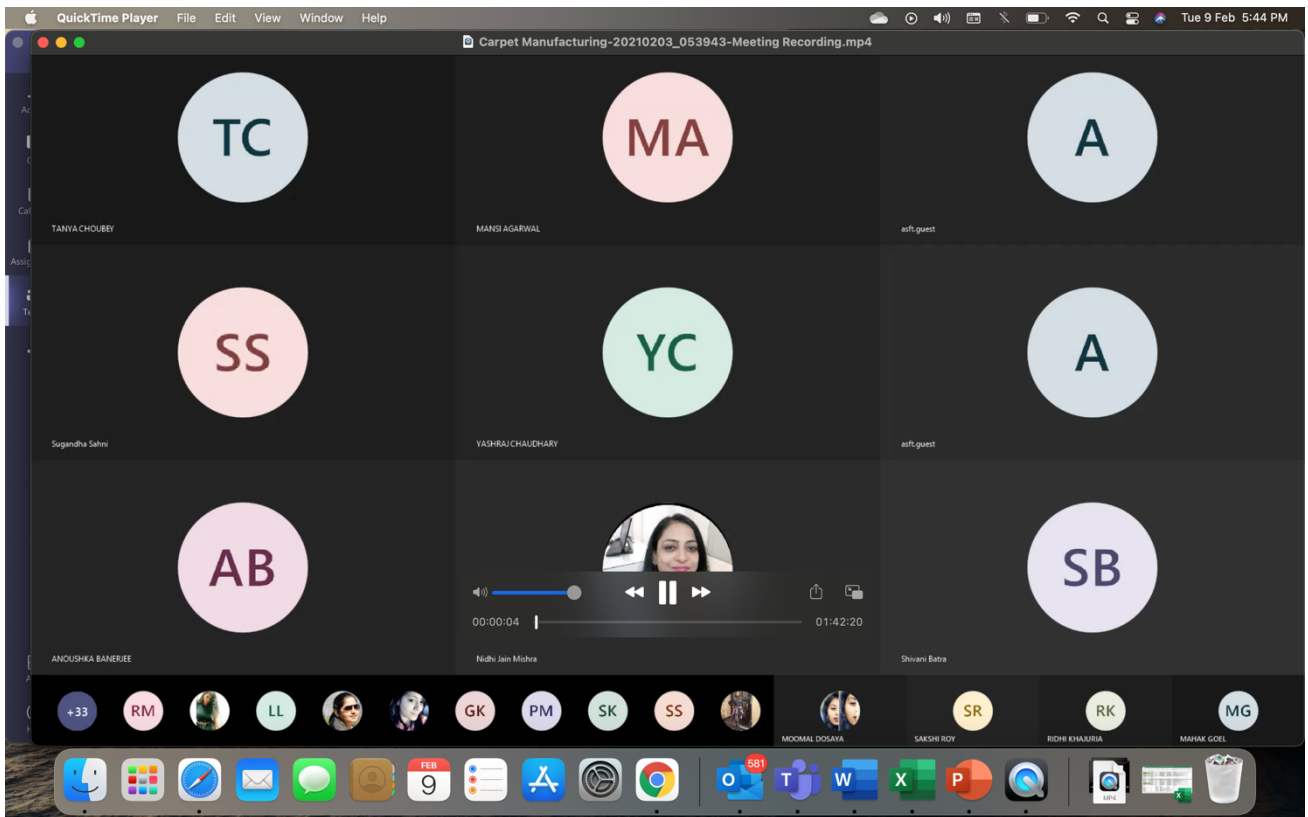 QuickTime Player File Edit View Window Help Tue 9 Feb 5:44 PM
Carpet Manufacturing-20210203_053943-Meeting Recording.mp4
TC MA A
TANYA CHOUBEY MANSI AGARWAL asft.guest
SS YC A
Sugandha Sahni YASHRAJ CHAUDHARY asft.guest
AB SB
00:00:04 01:42:20
ANOUSHKA BANERJEE Nidhi Jain Mishra Shivani Batra
+33 RM LL GK PM SK SS SR RK MG
MOOMAL DOSAYA SAKSHI ROY RIDHI KHAJURIA MAHAK GOEL
FEB 581
9 O T W X P
MP4 X